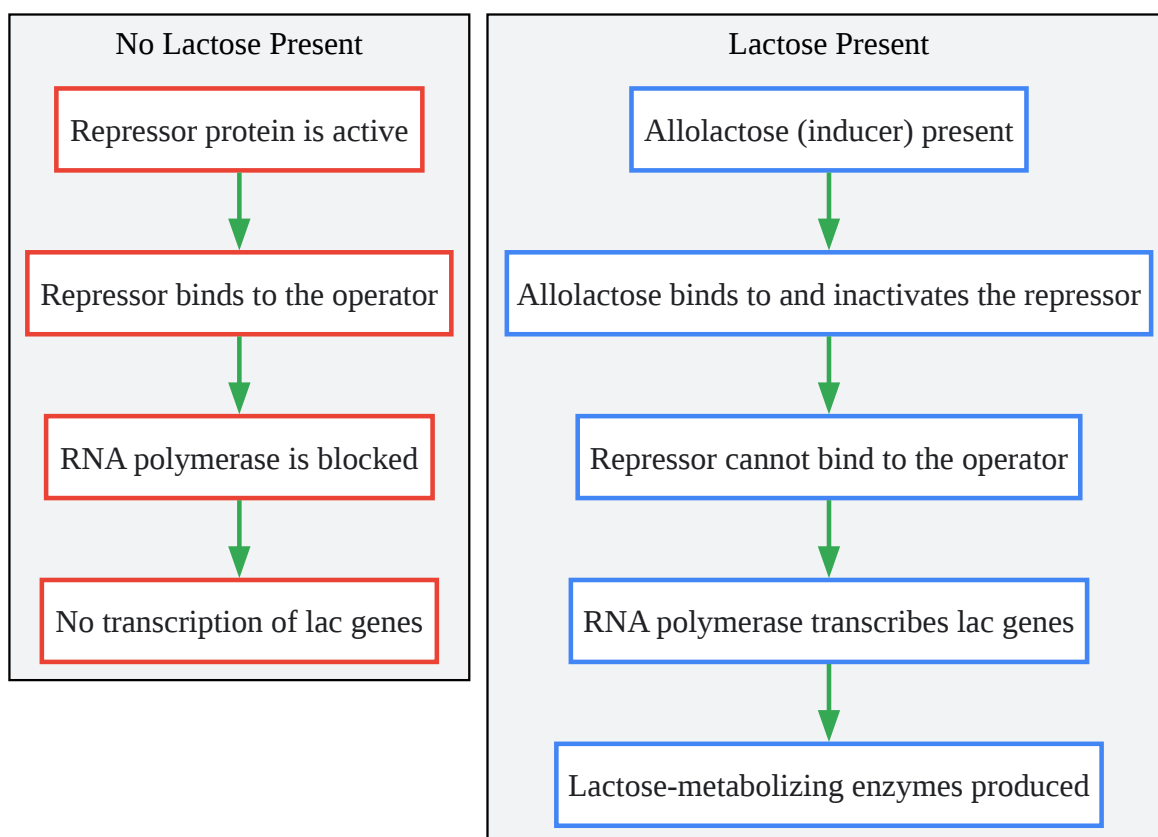 No Lactose Present
Repressor protein is active
Repressor binds to the operator
RNA polymerase is blocked
No transcription of lac genes
Lactose Present
Allolactose (inducer) present
Allolactose binds to and inactivates the repressor
Repressor cannot bind to the operator
RNA polymerase transcribes lac genes
Lactose-metabolizing enzymes produced